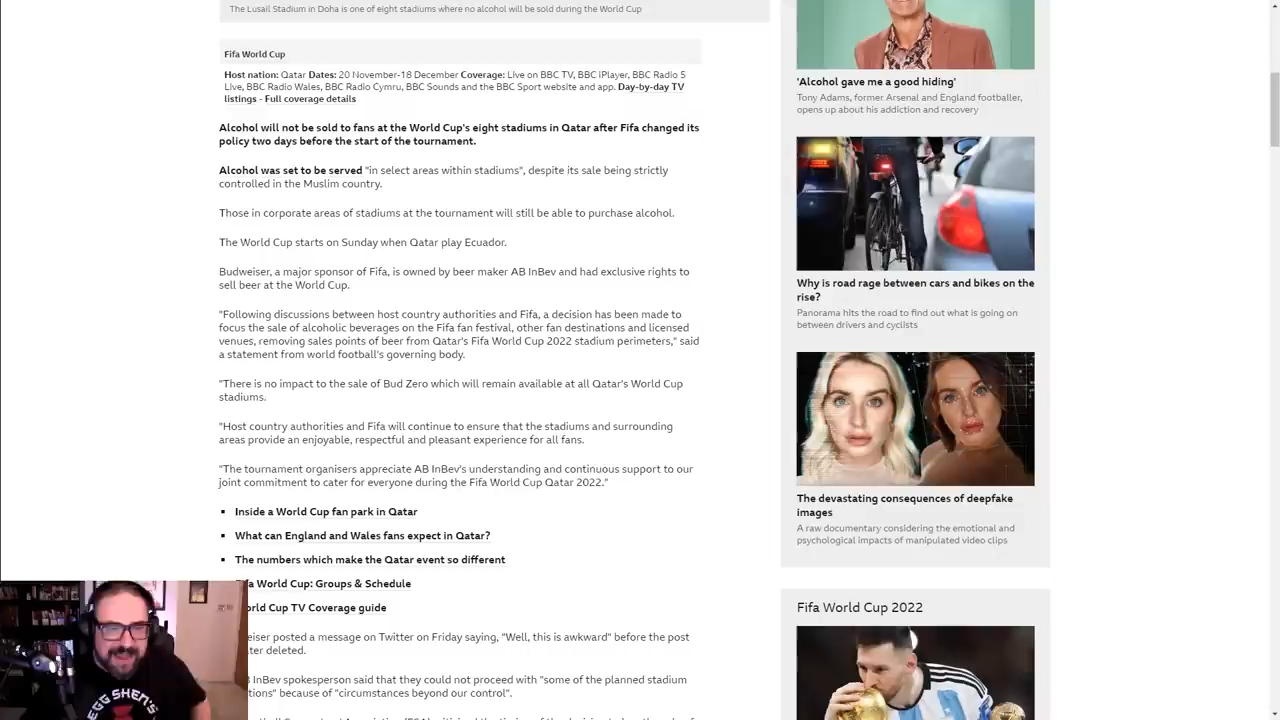 The Lusail Stadium in Doha is one of eight stadiums where no alcohol will be sold during the World Cup
Fifa World Cup
Host nation: Qatar Dates: 20 November-18 December Coverage: Live on BBC TV, BBC iPlayer, BBC Radio 5
Live, BBC Radio Wales, BBC Radio Cymru, BBC Sounds and the BBC Sport website and app. Day-by-day TV
listings - Full coverage details
Alcohol will not be sold to fans at the World Cup's eight stadiums in Qatar after Fifa changed its
policy two days before the start of the tournament.
Alcohol was set to be served "in select areas within stadiums", despite its sale being strictly
controlled in the Muslim country.
Those in corporate areas of stadiums at the tournament will still be able to purchase alcohol.
The World Cup starts on Sunday when Qatar play Ecuador.
Budweiser, a major sponsor of Fifa, is owned by beer maker AB InBev and had exclusive rights to
sell beer at the World Cup.
"Following discussions between host country authorities and Fifa, a decision has been made to
focus the sale of alcoholic beverages on the Fifa fan festival, other fan destinations and licensed
venues, removing sales points of beer from Qatar's Fifa World Cup 2022 stadium perimeters," said
a statement from world football's governing body.
"There is no impact to the sale of Bud Zero which will remain available at all Qatar's World Cup
stadiums.
"Host country authorities and Fifa will continue to ensure that the stadiums and surrounding
areas provide an enjoyable, respectful and pleasant experience for all fans.
"The tournament organisers appreciate AB InBev's understanding and continuous support to our
joint commitment to cater for everyone during the Fifa World Cup Qatar 2022."
Inside a World Cup fan park in Qatar
What can England and Wales fans expect in Qatar?
The numbers which make the Qatar event so different
fa World Cup: Groups & Schedule
orld Cup TV Coverage guide
eiser posted a message on Twitter on Friday saying, "Well, this is awkward" before the post
ter deleted.
InBev spokesperson said that they could not proceed with "some of the planned stadium
tions" because of "circumstances beyond our control".
EGG SHEN'S
'Alcohol gave me a good hiding'
Tony Adams, former Arsenal and England footballer,
opens up about his addiction and recovery
Why is road rage between cars and bikes on the
rise?
Panorama hits the road to find out what is going on
between drivers and cyclists
The devastating consequences of deepfake
images
A raw documentary considering the emotional and
psychological impacts of manipulated video clips
Fifa World Cup 2022